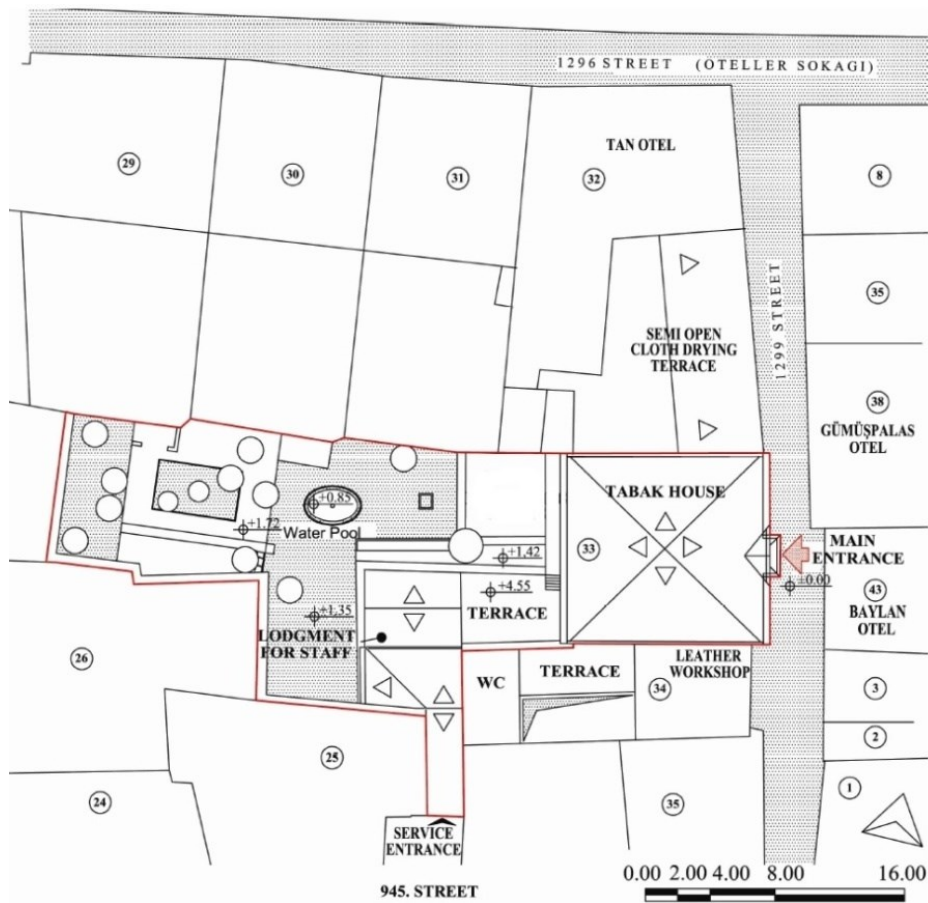 1296 STREET (OTELLER SOKAGI)
TAN OTEL
29
30
31
32
8
35
1299 STREET
SEMI OPEN
CLOTH DRYING
TERRACE
38
GÜMÜŞPALAS
OTEL
TABAK HOUSE
+0.85
+1.72
Water Pool
33
+1.42
MAIN
ENTRANCE
±0.00
43
BAYLAN
OTEL
+4.55
TERRACE
+1.35
LODGMENT
FOR STAFF
26
WC
TERRACE
LEATHER
WORKSHOP
34
3
2
25
24
35
1
SERVICE
ENTRANCE
945. STREET
0.00 2.00 4.00 8.00 16.00